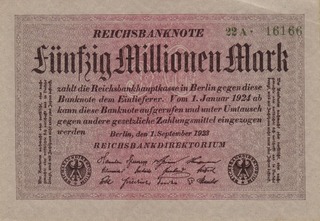 REICHSBANKNOTE
22A· 16166
Fünfzig Millionen Mark
zahlt die Reichsbankhauptkasse in Berlin gegen diese
Banknote dem Einlieferer. Vom 1. Januar 1924 ab
kann diese Banknote aufgerufen und unter Umtausch
gegen andere gesetzliche Zahlungsmittel eingezogen
werden
Berlin, den 1. September 1923
REICHSBANKDIREKTORIUM